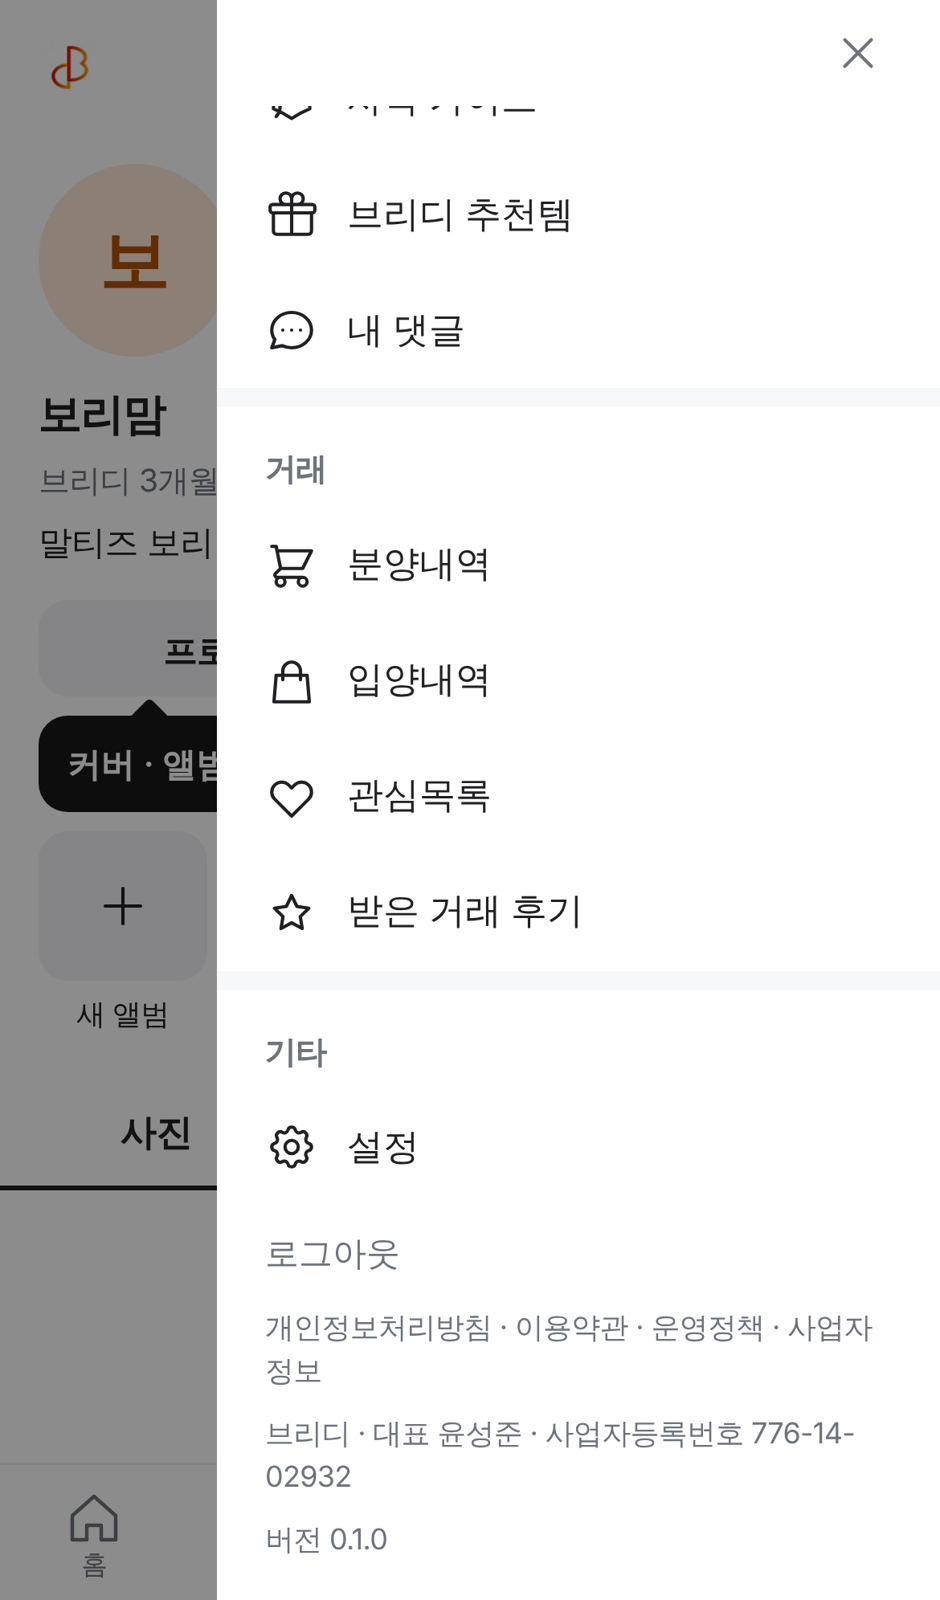 브리디 추천템
내 댓글
거래
분양내역
입양내역
관심목록
받은 거래 후기
기타
설정
로그아웃
개인정보처리방침 · 이용약관 · 운영정책 · 사업자
정보
브리디 · 대표 윤성준 · 사업자등록번호 776-14-
02932
버전 0.1.0
보
보리맘
브리디 3개월
말티즈 보리
프로
커버 · 앨범
새 앨범
사진
홈